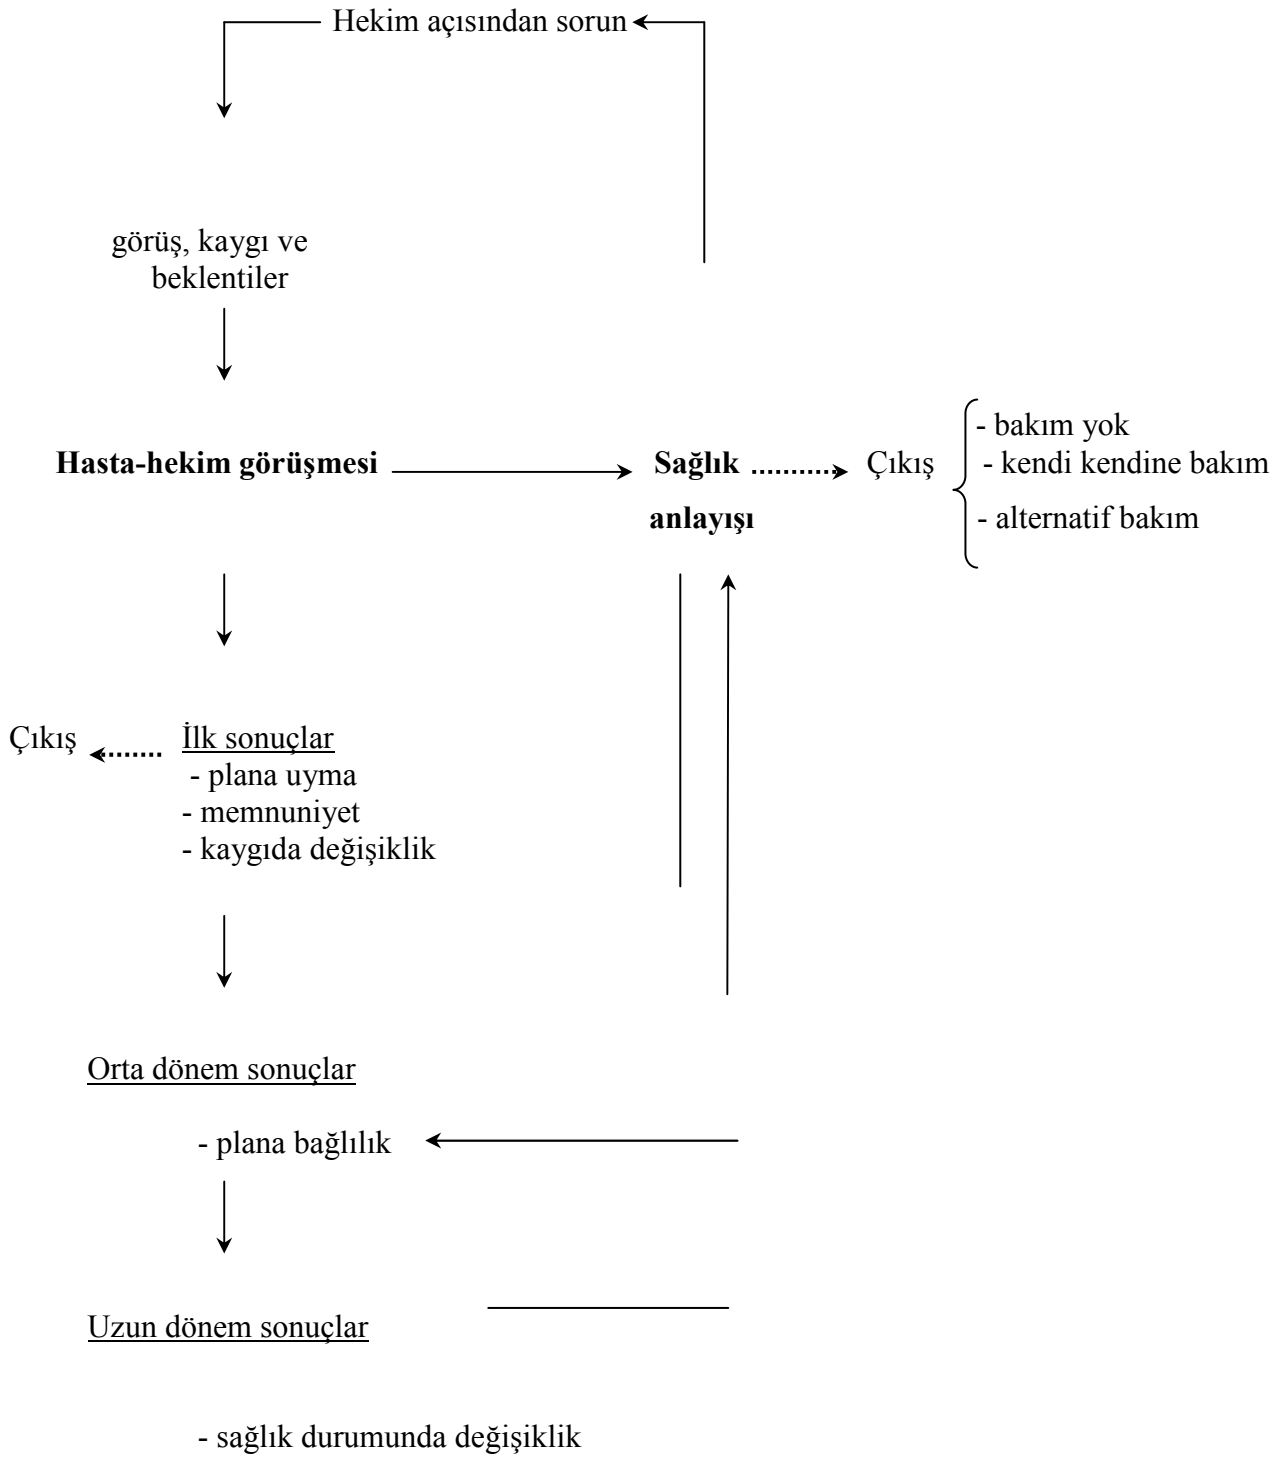 Hekim açısından sorun
görüş, kaygı ve
beklentiler
- bakım yok
Hasta-hekim görüşmesi Sağlık Çıkış - kendi kendine bakım
anlayışı - alternatif bakım
Çıkış İlk sonuçlar
- plana uyma
- memnuniyet
- kaygıda değişiklik
Orta dönem sonuçlar
- plana bağlılık
Uzun dönem sonuçlar
- sağlık durumunda değişiklik